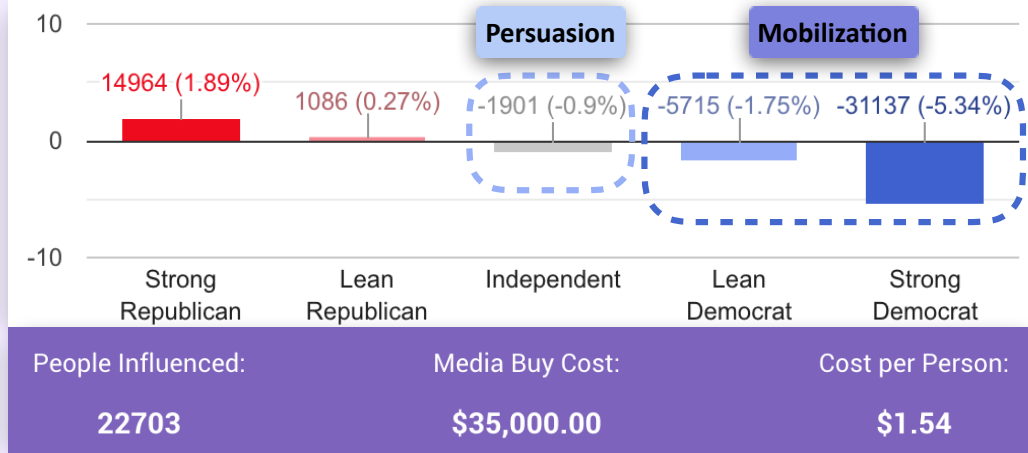 10
Persuasion
Mobilization
14964 (1.89%)
1086 (0.27%)
-1901 (-0.9%)
-5715 (-1.75%)
-31137 (-5.34%)
0
-10
Strong
Republican
Lean
Republican
Independent
Lean
Democrat
Strong
Democrat
People Influenced:
22703
Media Buy Cost:
$35,000.00
Cost per Person:
$1.54